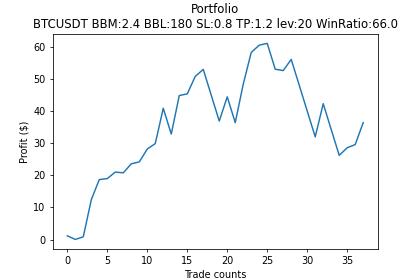 Portfolio
BTCUSDT BBM:2.4 BBL:180 SL:0.8 TP:1.2 lev:20 WinRatio:66.0
60
50
40
30
20
10
0
Profit ($)
0 5 10 15 20 25 30 35
Trade counts